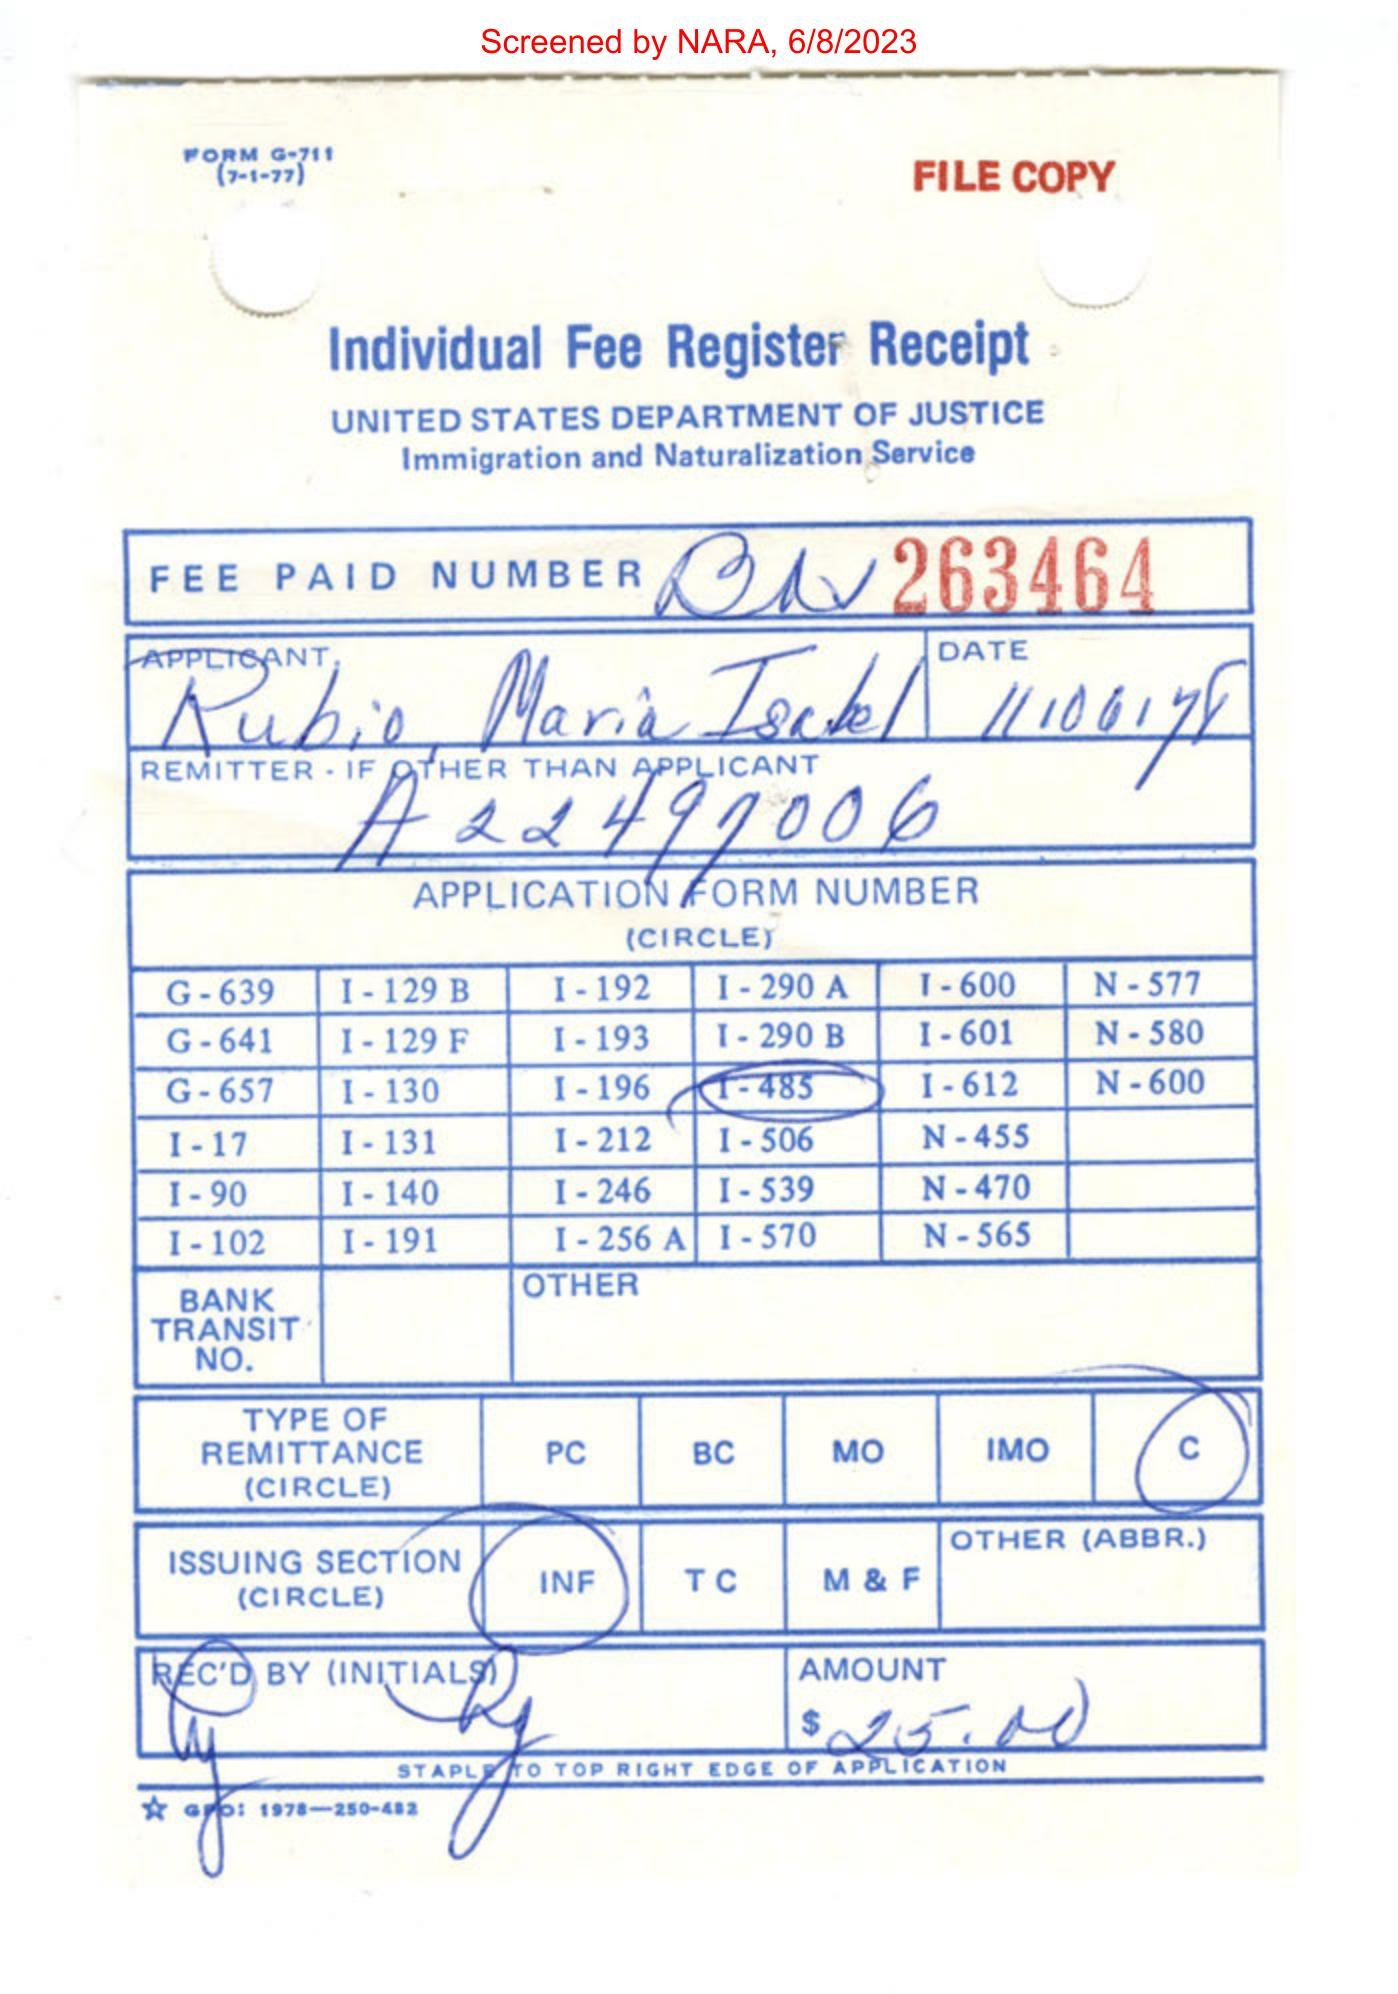 Screened by NARA, 6/8/2023
FORM G-711
(7-1-77)
FILE COPY
Individual Fee Register Receipt
UNITED STATES DEPARTMENT OF JUSTICE
Immigration and Naturalization Service
FEE PAID NUMBER 263464
APPLICANT DATE
Rubio, Maria Isabel 11/06/78
REMITTER - IF OTHER THAN APPLICANT
A22497006
APPLICATION FORM NUMBER
(CIRCLE)
G - 639 I - 129 B I - 192 I - 290 A I - 600 N - 577
G - 641 I - 129 F I - 193 I - 290 B I - 601 N - 580
G - 657 I - 130 I - 196 I - 485 I - 612 N - 600
I - 17 I - 131 I - 212 I - 506 N - 455
I - 90 I - 140 I - 246 I - 539 N - 470
I - 102 I - 191 I - 256 A I - 570 N - 565
BANK
TRANSIT
NO.
OTHER
TYPE OF
REMITTANCE
(CIRCLE)
PC BC MO IMO C
ISSUING SECTION
(CIRCLE)
INF T C M & F
OTHER (ABBR.)
REC'D BY (INITIALS) AMOUNT
$ 25.00
STAPLE TO TOP RIGHT EDGE OF APPLICATION
☆ GPO: 1978—250-482